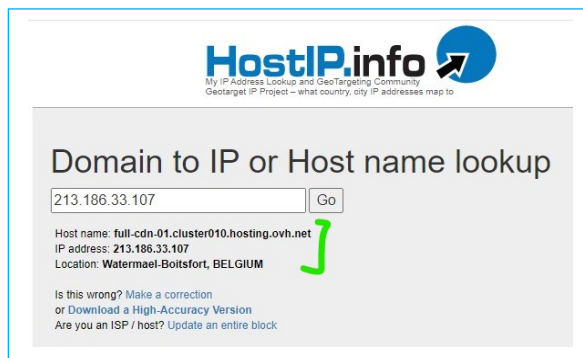 HostIP.info
My IP Address Lookup and GeoTargeting Community
Geotarget IP Project – what country, city IP addresses map to
Domain to IP or Host name lookup
213.186.33.107 Go
Host name: full-cdn-01.cluster010.hosting.ovh.net
IP address: 213.186.33.107
Location: Watermael-Boitsfort, BELGIUM
Is this wrong? Make a correction
or Download a High-Accuracy Version
Are you an ISP / host? Update an entire block